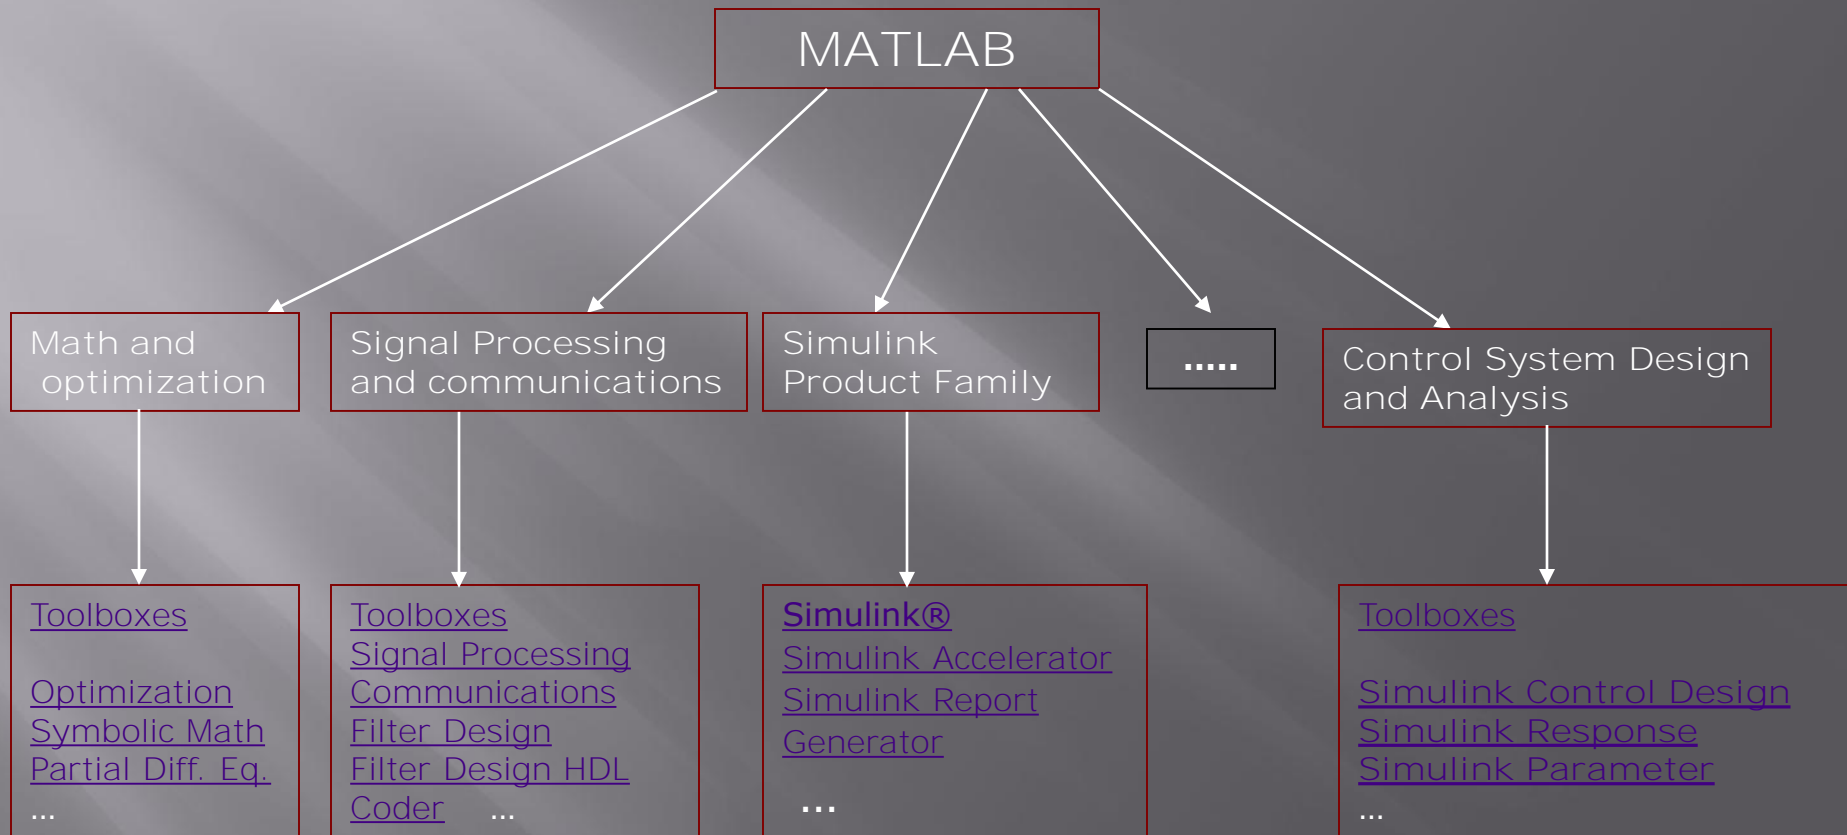 MATLAB
Math and
optimization
Signal Processing
and communications
Simulink
Product Family
.....
Control System Design
and Analysis
Toolboxes
Optimization
Symbolic Math
Partial Diff. Eq.
...
Toolboxes
Signal Processing
Communications
Filter Design
Filter Design HDL
Coder ...
Simulink®
Simulink Accelerator
Simulink Report
Generator
...
Toolboxes
Simulink Control Design
Simulink Response
Simulink Parameter
...